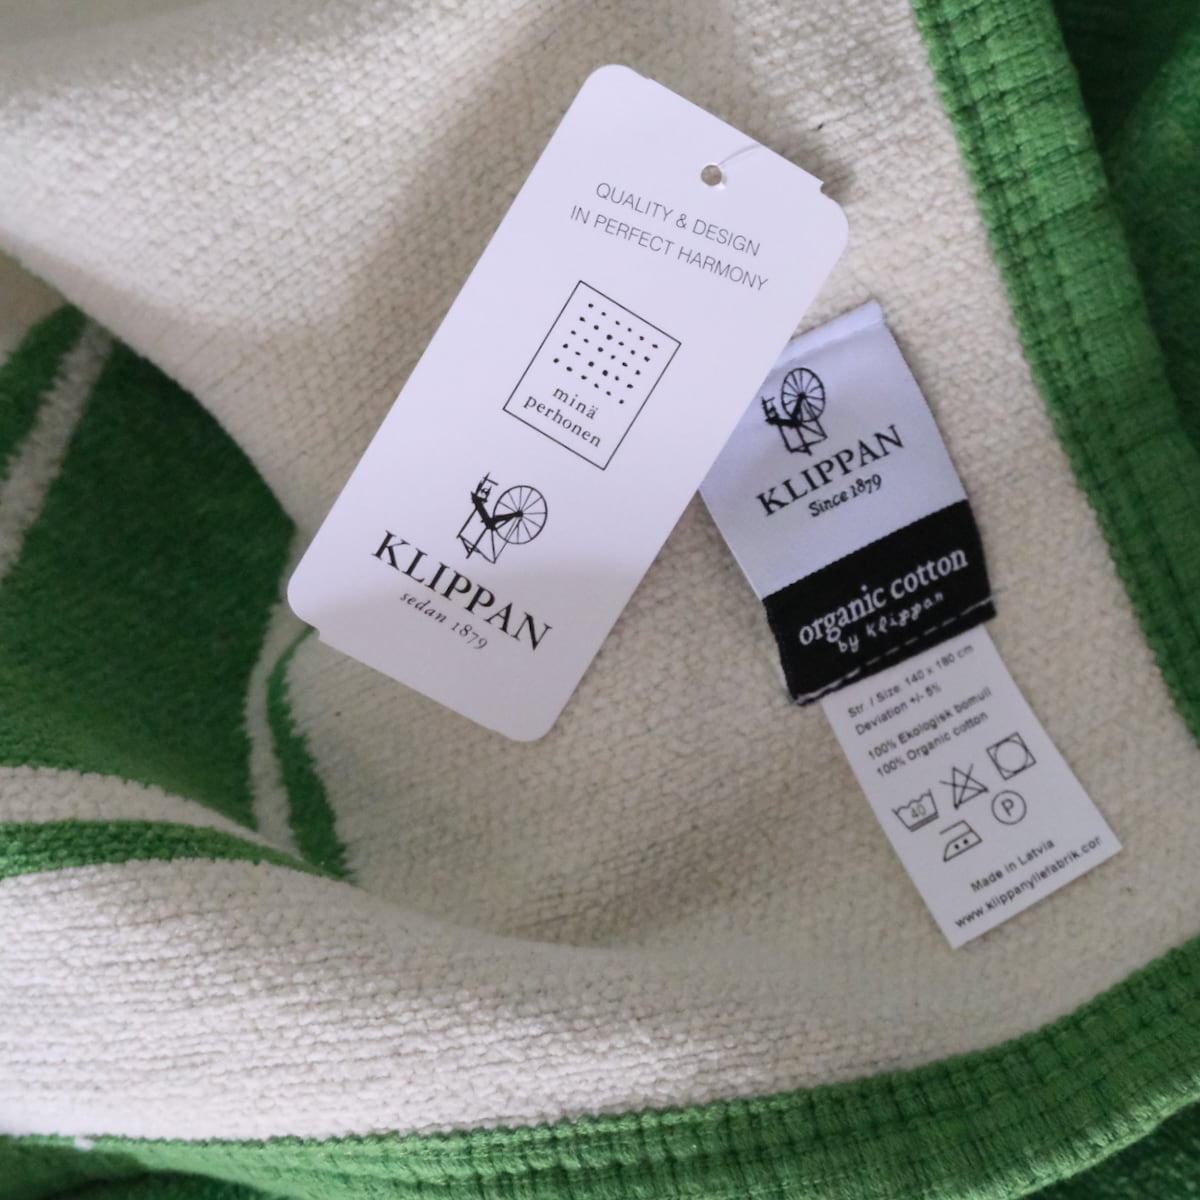 QUALITY & DESIGN
IN PERFECT HARMONY
minä
perhonen
KLIPPAN
sedan 1879
KLIPPAN
Since 1879
organic cotton
by klippan
Str. / Size: 140 x 180 cm
Deviation +/- 5%
100% Ekologisk bomull
100% Organic cotton
40
P
Made in Latvia
www.klippanyllefabrik.cor